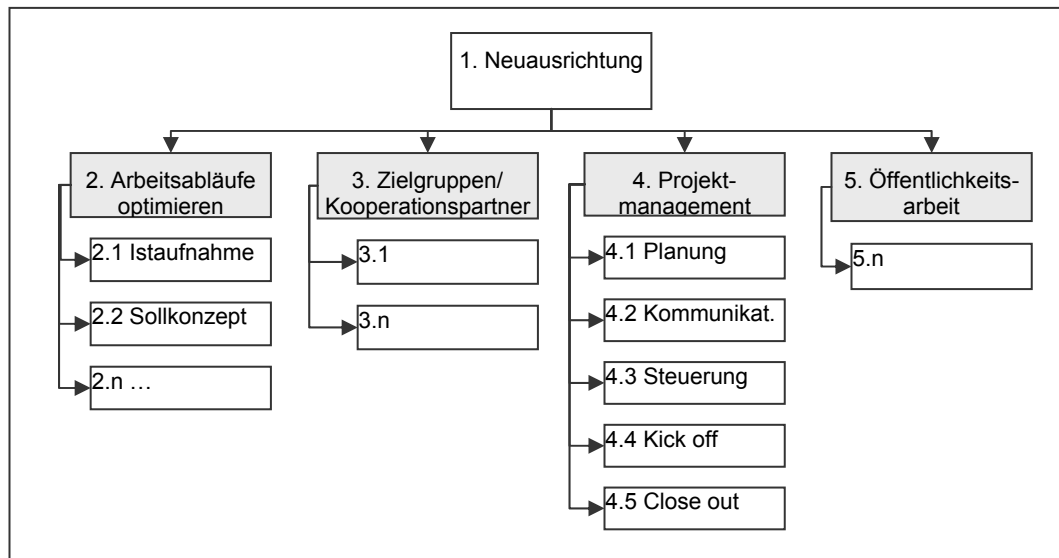 1. Neuausrichtung
2. Arbeitsabläufe
optimieren
2.1 Istaufnahme
2.2 Sollkonzept
2.n …
3. Zielgruppen/
Kooperationspartner
3.1
3.n
4. Projekt-
management
4.1 Planung
4.2 Kommunikat.
4.3 Steuerung
4.4 Kick off
4.5 Close out
5. Öffentlichkeits-
arbeit
5.n